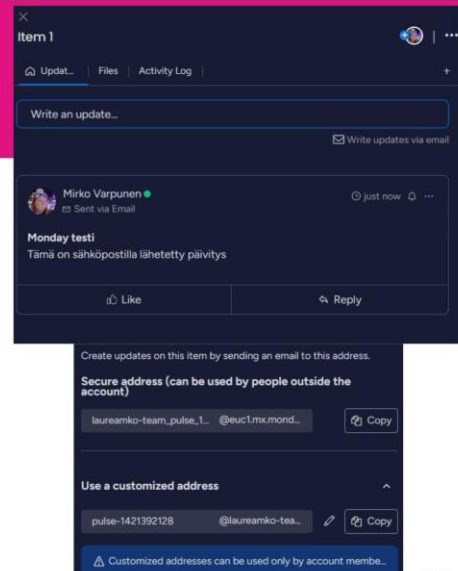 Item 1
Updat...
Files
Activity Log
Write an update...
Write updates via email
Mirko Varpunen
Sent via Email
just now
Monday testi
Tämä on sähköpostilla lähetetty päivitys
Like
Reply
Create updates on this item by sending an email to this address.
Secure address (can be used by people outside the
account)
laureamko-team_pulse_1... @euc1.mx.mond...
Copy
Use a customized address
pulse-1421392128 @laureamko-tea...
Copy
Customized addresses can be used only by account membe...